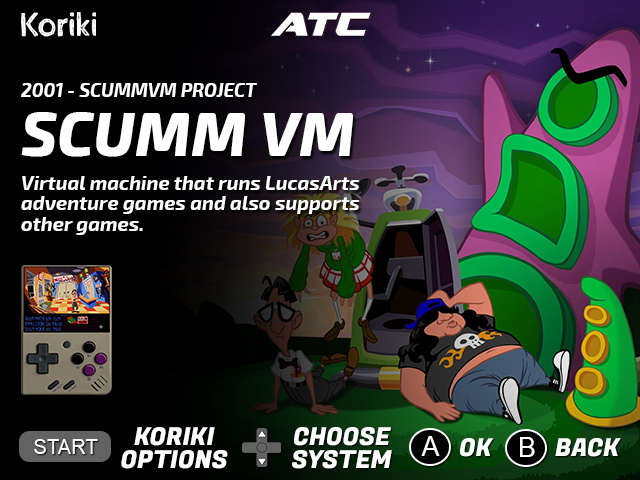 Koriki
ATC
2001 - SCUMMVM PROJECT
SCUMM VM
Virtual machine that runs LucasArts
adventure games and also supports
other games.
START
KORIKI
OPTIONS
CHOOSE
SYSTEM
A OK
B BACK